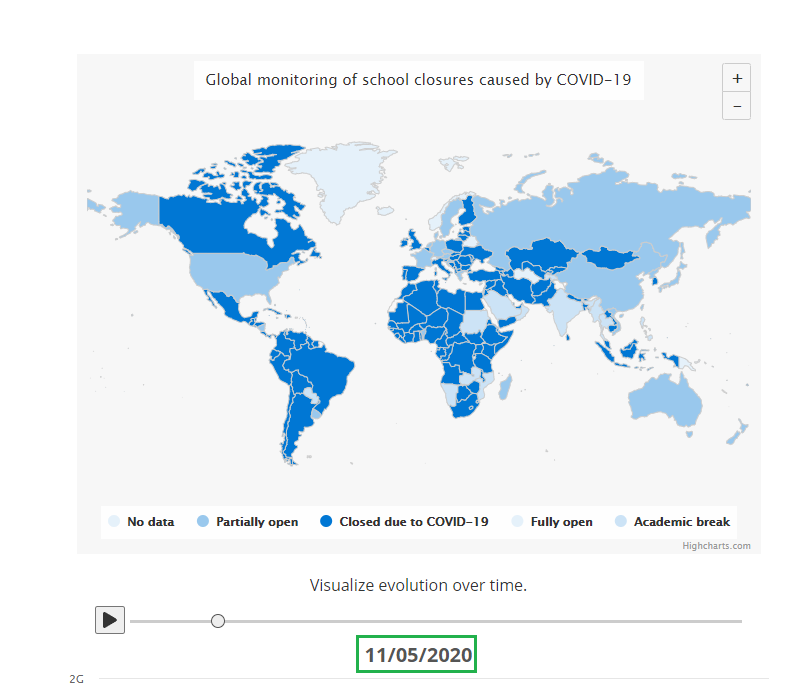 Global monitoring of school closures caused by COVID-19
+
−
No data Partially open Closed due to COVID-19 Fully open Academic break
Highcharts.com
Visualize evolution over time.
11/05/2020
2G